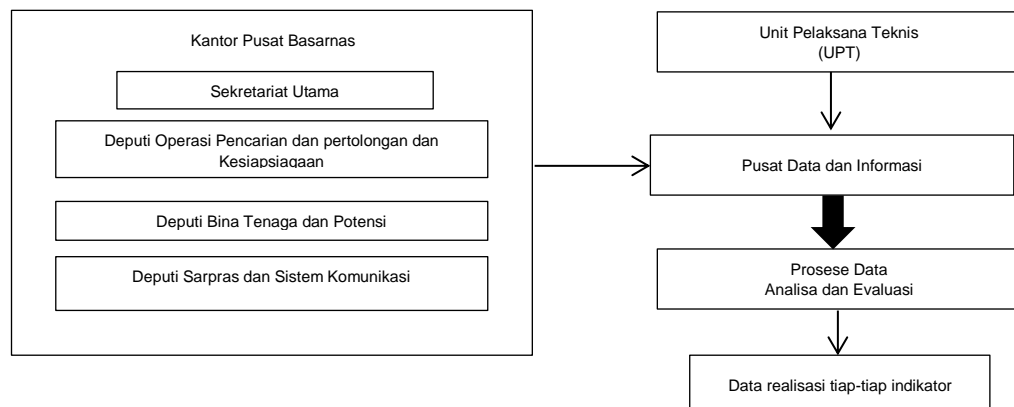 Kantor Pusat Basarnas
Sekretariat Utama
Deputi Operasi Pencarian dan pertolongan dan
Kesiapsiagaan
Deputi Bina Tenaga dan Potensi
Deputi Sarpras dan Sistem Komunikasi
Unit Pelaksana Teknis
(UPT)
Pusat Data dan Informasi
Prosese Data
Analisa dan Evaluasi
Data realisasi tiap-tiap indikator